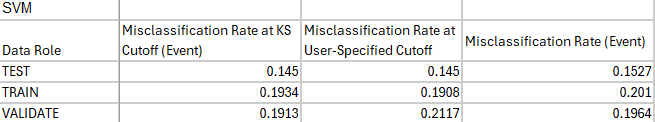 SVM
Data Role Misclassification Rate at KS Cutoff (Event) Misclassification Rate at User-Specified Cutoff Misclassification Rate (Event)
TEST 0.145 0.145 0.1527
TRAIN 0.1934 0.1908 0.201
VALIDATE 0.1913 0.2117 0.1964